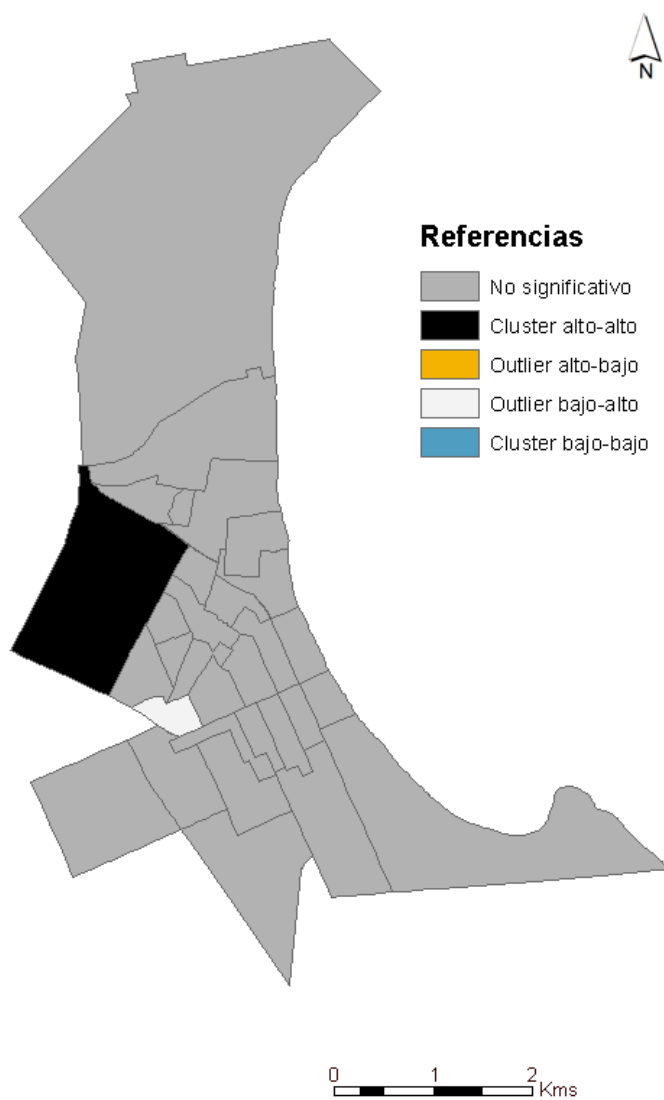 N
Referencias
No significativo
Cluster alto-alto
Outlier alto-bajo
Outlier bajo-alto
Cluster bajo-bajo
0 1 2
Kms